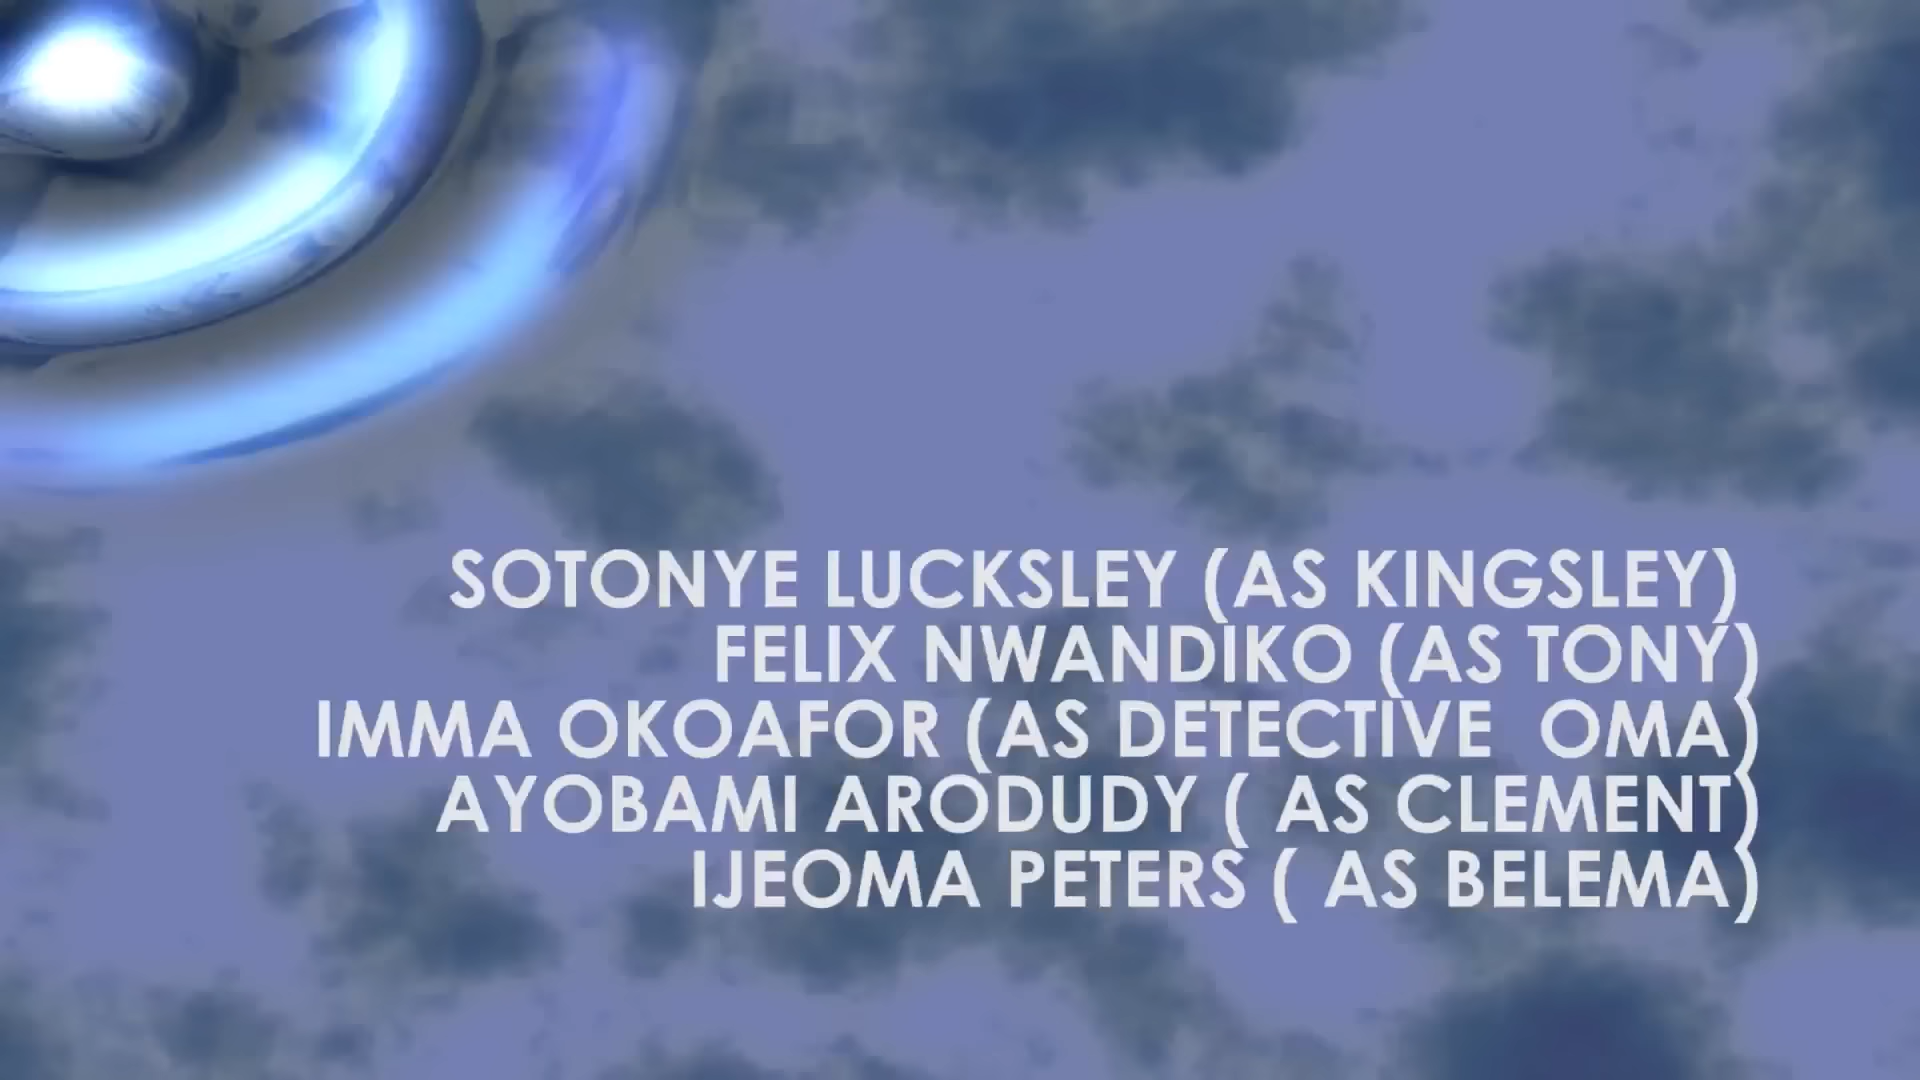 SOTONYE LUCKSLEY (AS KINGSLEY)
FELIX NWANDIKO (AS TONY)
IMMA OKOAFOR (AS DETECTIVE  OMA)
AYOBAMI ARODUDY ( AS CLEMENT)
IJEOMA PETERS ( AS BELEMA)